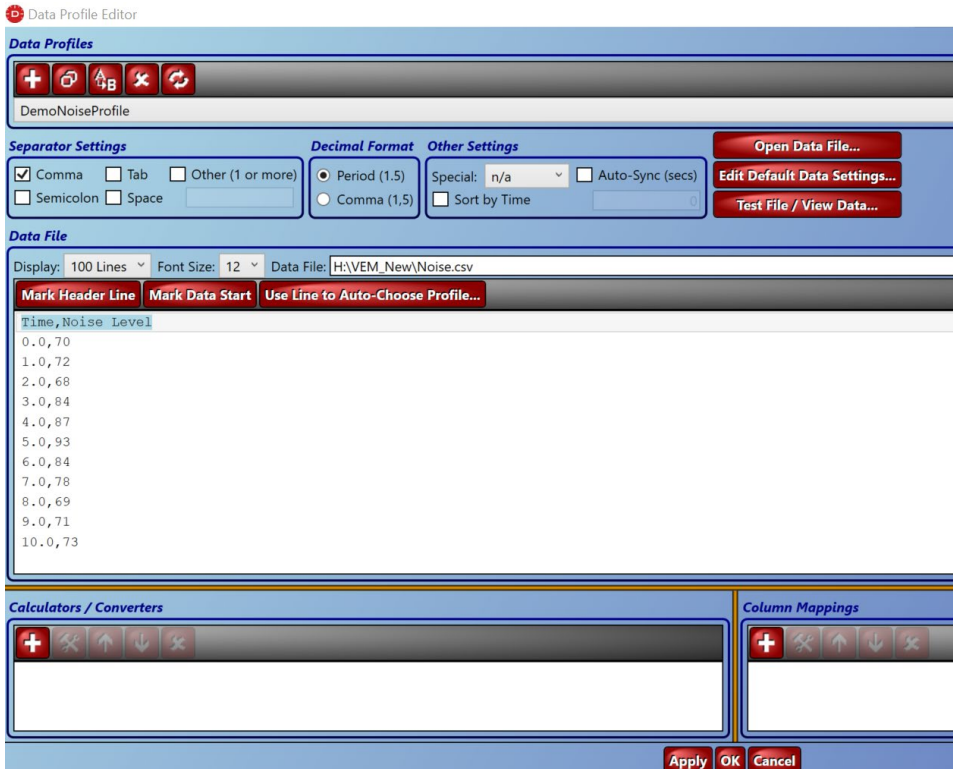 Data Profile Editor
Data Profiles
DemoNoiseProfile
Separator Settings
Comma Tab Other (1 or more)
Semicolon Space
Decimal Format
Period (1.5)
Comma (1,5)
Other Settings
Special: n/a Auto-Sync (secs)
Sort by Time 0
Open Data File...
Edit Default Data Settings...
Test File / View Data...
Data File
Display: 100 Lines Font Size: 12 Data File: H:\VEM_New\Noise.csv
Mark Header Line Mark Data Start Use Line to Auto-Choose Profile...
Time,Noise Level
0.0,70
1.0,72
2.0,68
3.0,84
4.0,87
5.0,93
6.0,84
7.0,78
8.0,69
9.0,71
10.0,73
Calculators / Converters
Column Mappings
Apply OK Cancel